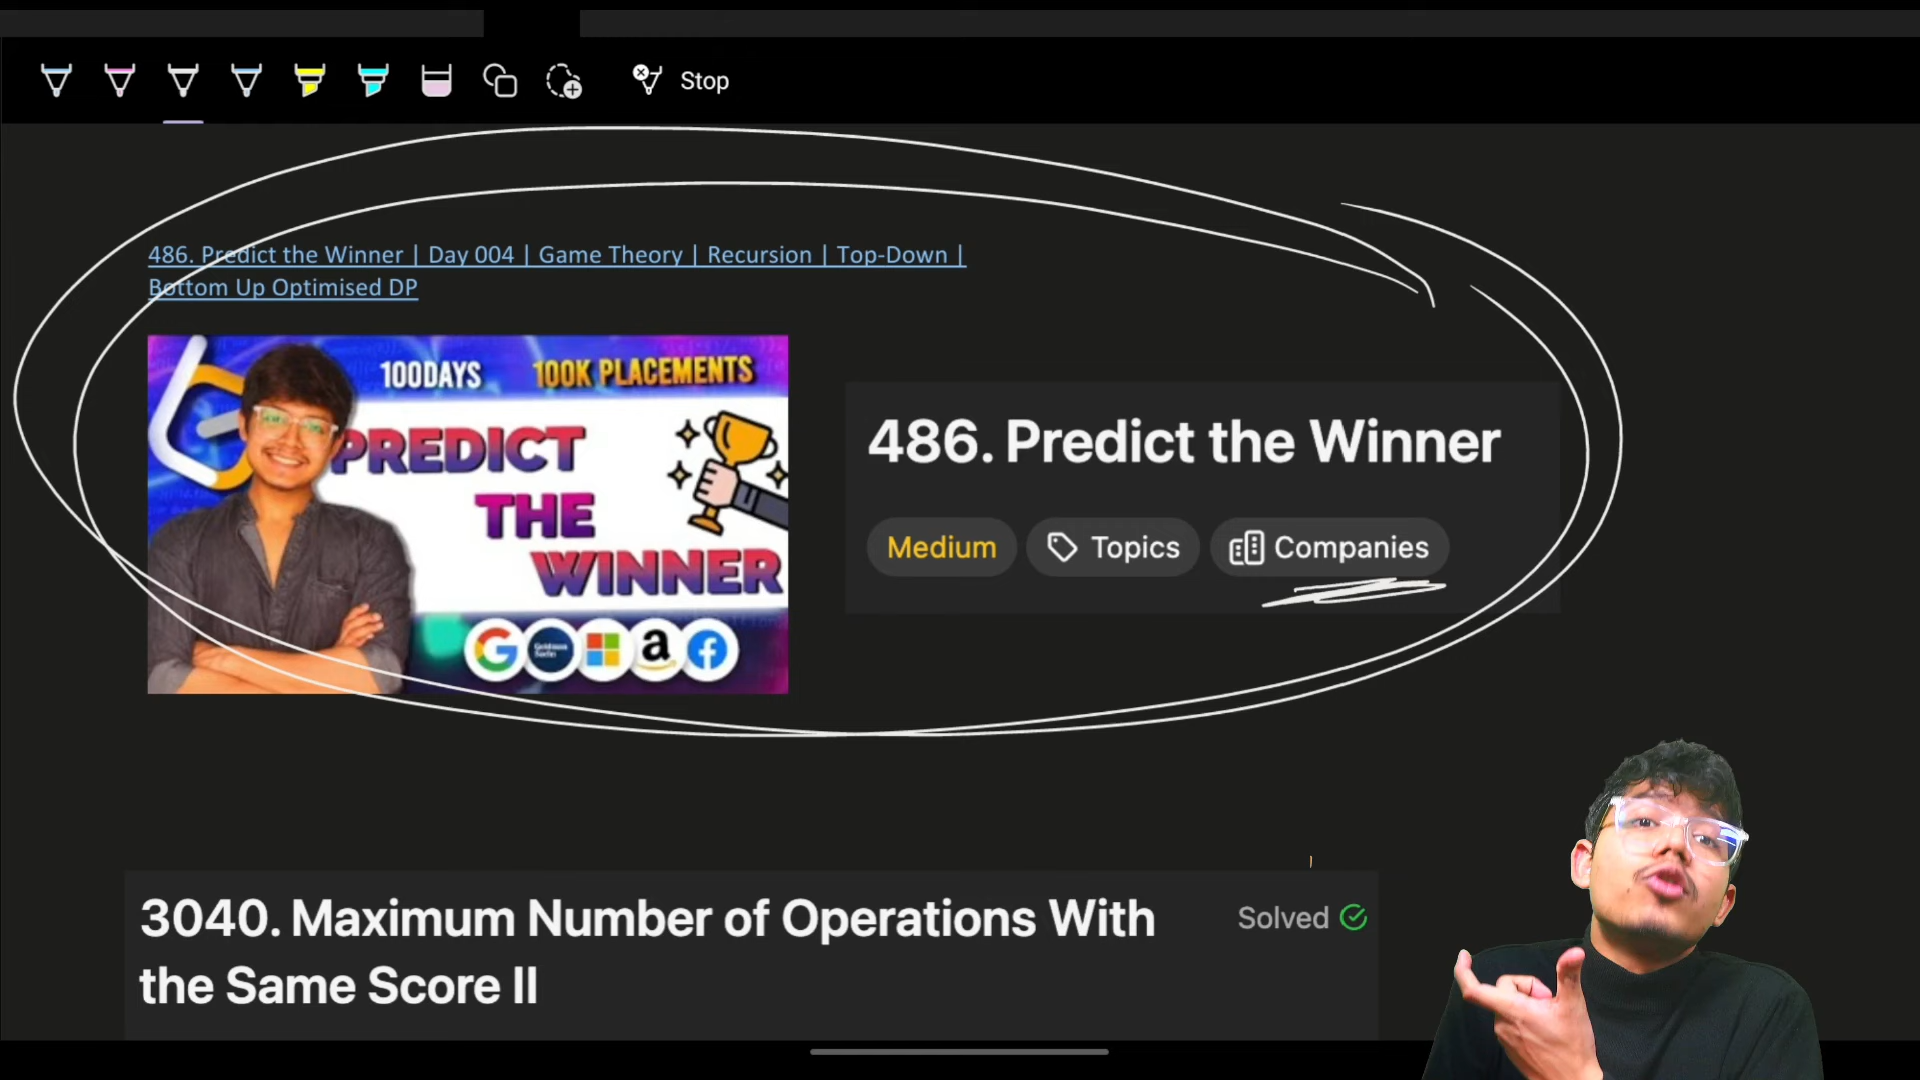 Stop
486. Predict the Winner | Day 004 | Game Theory | Recursion | Top-Down |
Bottom Up Optimised DP
100DAYS 100K PLACEMENTS
PREDICT
THE
WINNER
Goldman
Sachs
486. Predict the Winner
Medium Topics Companies
3040. Maximum Number of Operations With
the Same Score II
Solved